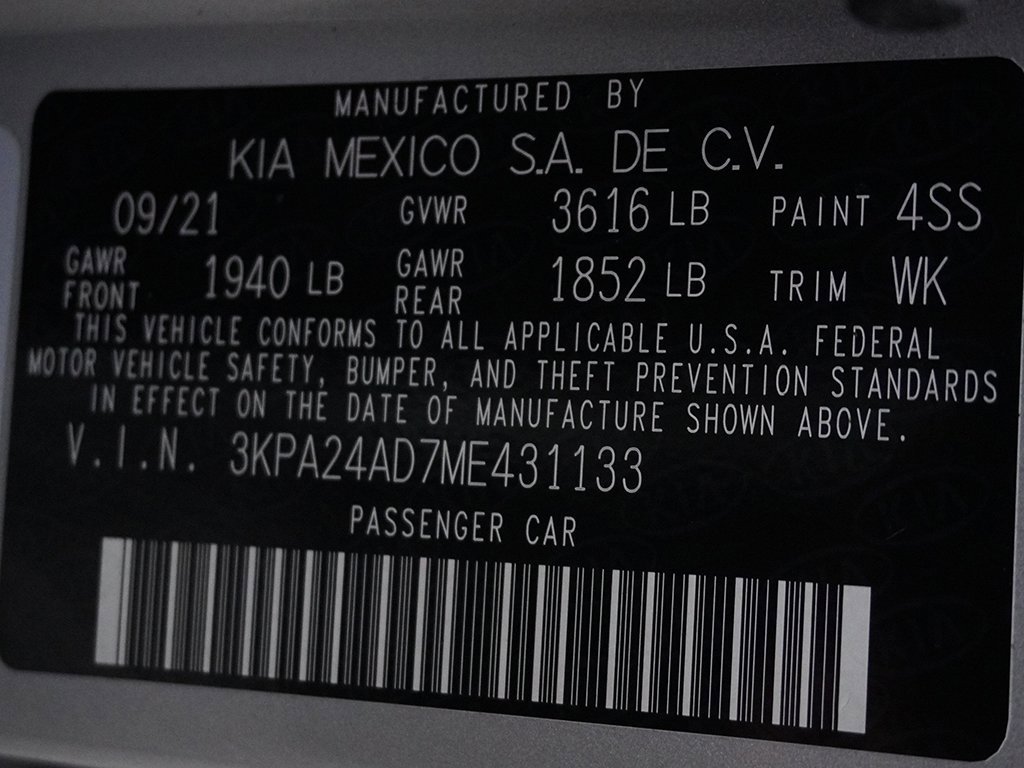 MANUFACTURED BY
KIA MEXICO S.A. DE C.V.
09/21 GVWR 3616 LB PAINT 4SS
GAWR FRONT 1940 LB GAWR REAR 1852 LB TRIM WK
THIS VEHICLE CONFORMS TO ALL APPLICABLE U.S.A. FEDERAL
MOTOR VEHICLE SAFETY, BUMPER, AND THEFT PREVENTION STANDARDS
IN EFFECT ON THE DATE OF MANUFACTURE SHOWN ABOVE.
V.I.N. 3KPA24AD7ME431133
PASSENGER CAR